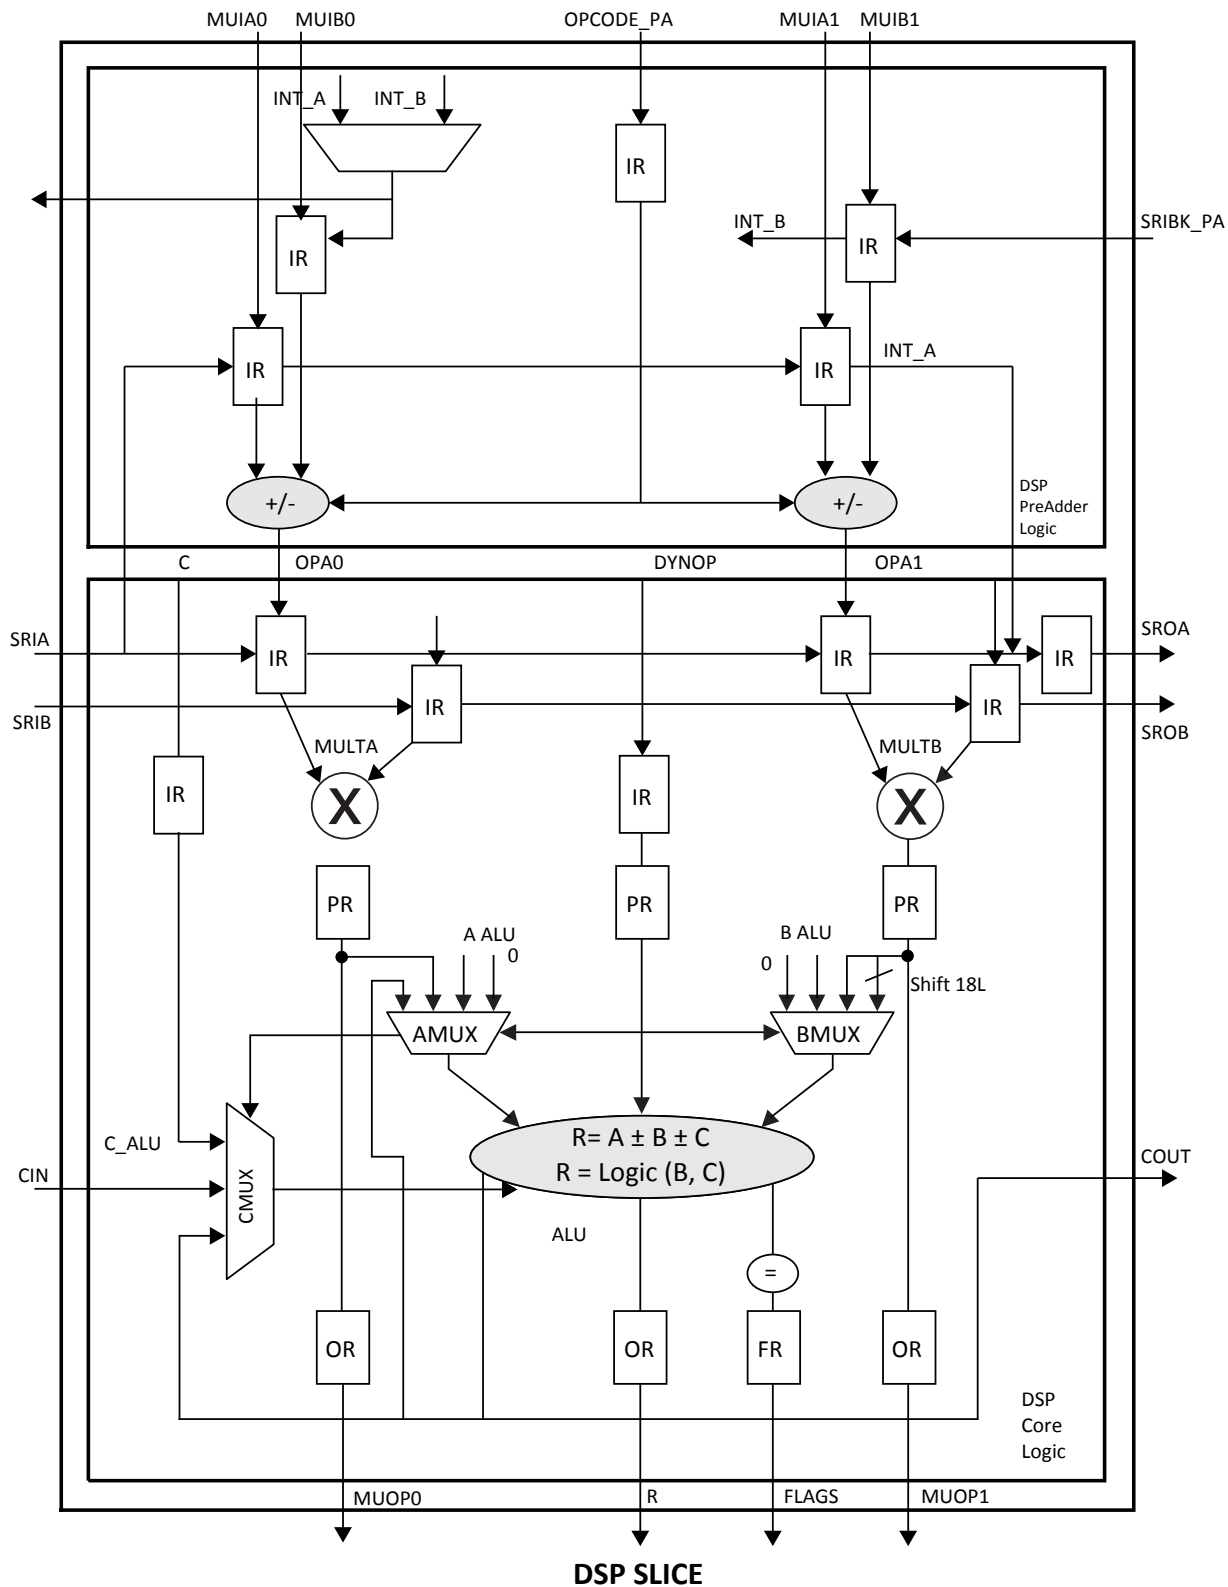 MUIA0
MUIB0
OPCODE_PA
MUIA1
MUIB1
INT_A
INT_B
IR
INT_B
IR
SRIBK_PA
IR
IR
INT_A
IR
+/-
+/-
DSP
PreAdder
Logic
C
OPA0
DYNOP
OPA1
SRIA
IR
IR
IR
SROA
SRIB
IR
IR
SROB
MULTA
MULTB
IR
X
IR
X
PR
PR
PR
A ALU
0
B ALU
0
Shift 18L
AMUX
BMUX
R= A ± B ± C
R = Logic (B, C)
C_ALU
CIN
CMUX
COUT
ALU
=
OR
OR
FR
OR
DSP
Core
Logic
MUOP0
R
FLAGS
MUOP1
DSP SLICE
IR